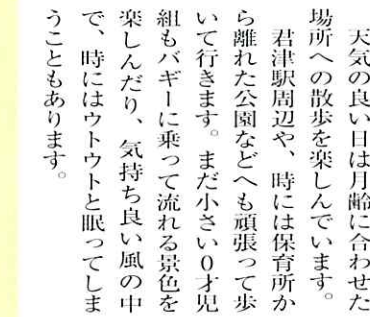 天気の良い日は月齢に合わせた
場所への散歩を楽しんでいます。
君津駅周辺や、時には保育所か
ら離れた公園などへも頑張って歩
いて行きます。まだ小さい0才児
組もバギーに乗って流れる景色を
楽しんだり、気持ち良い風の中
で、時にはウトウトと眠ってしま
うこともあります。